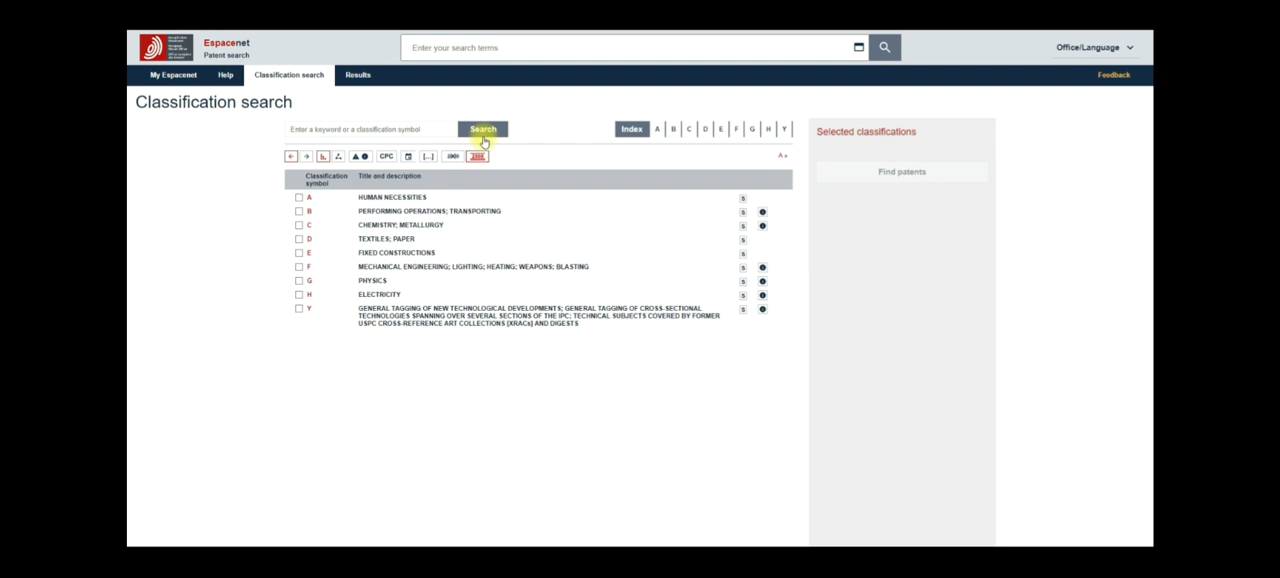 Espacenet
Patent search
Enter your search terms
Office/Language
My Espacenet
Help
Classification search
Results
Feedback
Classification search
Enter a keyword or a classification symbol
Search
Index A B C D E F G H Y
CPC
[...]
Selected classifications
Find patents
Classification symbol Title and description
A HUMAN NECESSITIES S
B PERFORMING OPERATIONS; TRANSPORTING S
C CHEMISTRY; METALLURGY S
D TEXTILES; PAPER S
E FIXED CONSTRUCTIONS S
F MECHANICAL ENGINEERING; LIGHTING; HEATING; WEAPONS; BLASTING S
G PHYSICS S
H ELECTRICITY S
Y GENERAL TAGGING OF NEW TECHNOLOGICAL DEVELOPMENTS; GENERAL TAGGING OF CROSS-SECTIONAL S
TECHNOLOGIES SPANNING OVER SEVERAL SECTIONS OF THE IPC; TECHNICAL SUBJECTS COVERED BY FORMER
USPC CROSS-REFERENCE ART COLLECTIONS [XRACs] AND DIGESTS